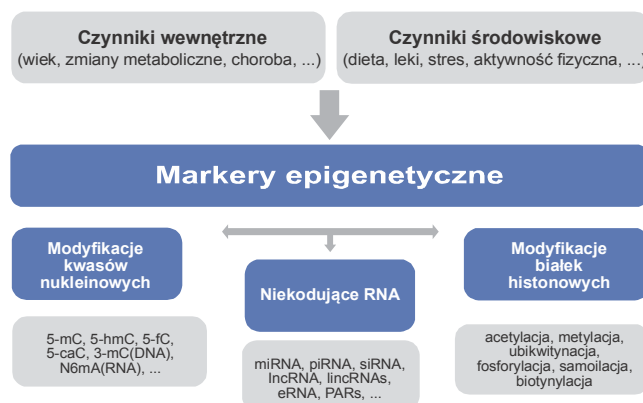 Czynniki wewnętrzne
(wiek, zmiany metaboliczne, choroba, ...)
Czynniki środowiskowe
(dieta, leki, stres, aktywność fizyczna, ...)
Markery epigenetyczne
Modyfikacje
kwasów
nukleinowych
Niekodujące RNA
Modyfikacje
białek
histonowych
5-mC, 5-hmC, 5-fC,
5-caC, 3-mC(DNA),
N6mA(RNA), ...
miRNA, piRNA, siRNA,
lncRNA, lincRNAs,
eRNA, PARs, ...
acetylacja, metylacja,
ubikwitynacja,
fosforylacja, samoilacja,
biotynylacja